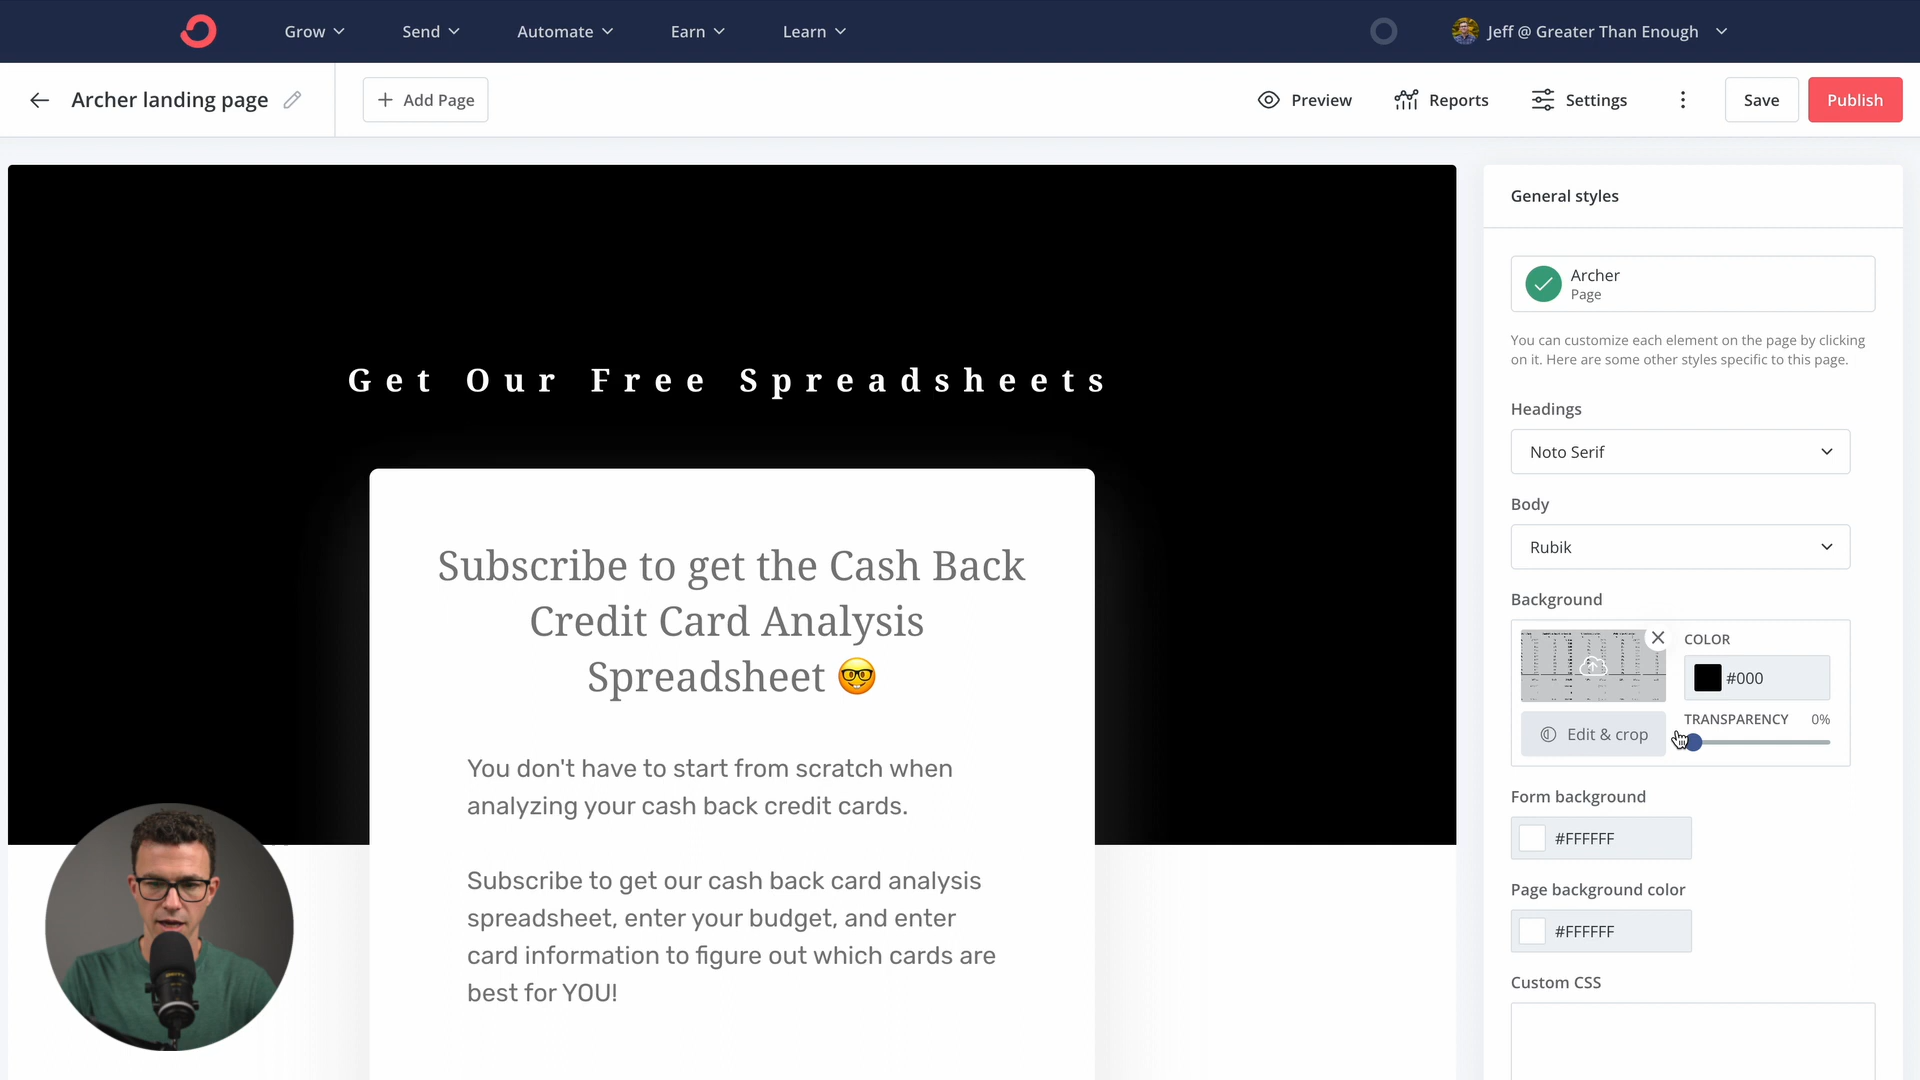 Grow
Send
Automate
Earn
Learn
Jeff @ Greater Than Enough
Archer landing page
Add Page
Preview
Reports
Settings
Save
Publish
Get Our Free Spreadsheets
Subscribe to get the Cash Back
Credit Card Analysis
Spreadsheet 🤓
You don't have to start from scratch when
analyzing your cash back credit cards.
Subscribe to get our cash back card analysis
spreadsheet, enter your budget, and enter
card information to figure out which cards are
best for YOU!
General styles
Archer
Page
You can customize each element on the page by clicking
on it. Here are some other styles specific to this page.
Headings
Noto Serif
Body
Rubik
Background
COLOR
#000
Edit & crop
TRANSPARENCY 0%
Form background
#FFFFFF
Page background color
#FFFFFF
Custom CSS